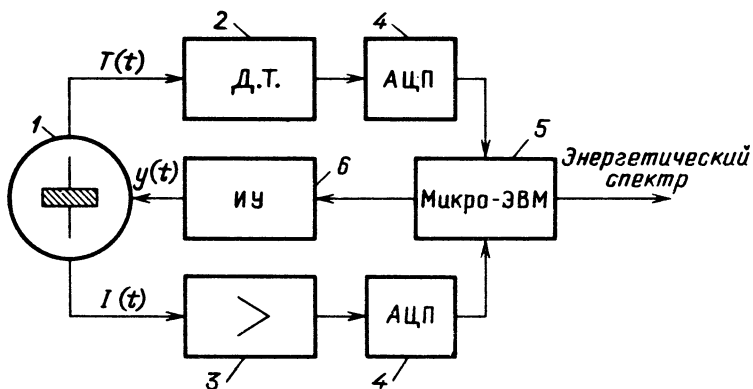 2
4
T(t)
Д.Т.
АЦП
1
5
Энергетический
спектр
y(t)
6
ИУ
Микро-ЭВМ
I(t)
>
АЦП
3
4